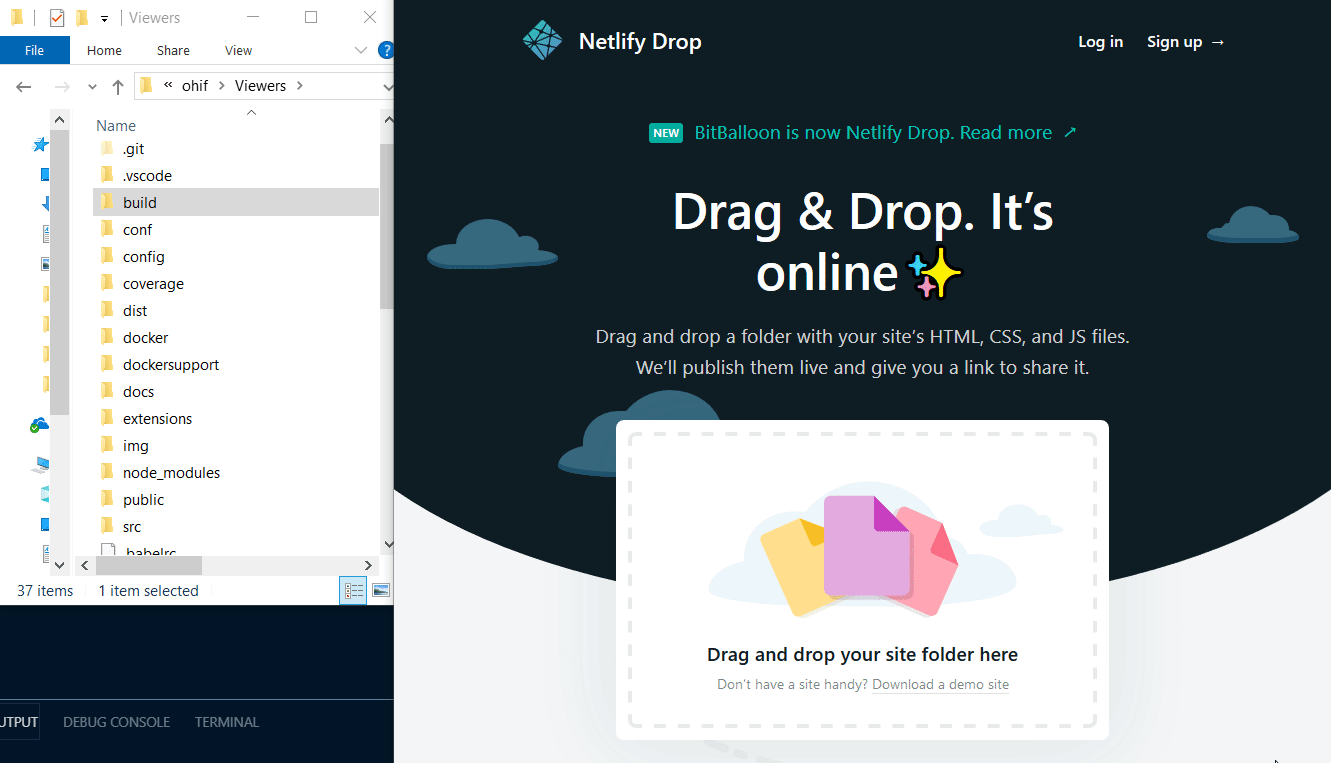 Viewers
File Home Share View
« ohif > Viewers >
Name
.git
.vscode
build
conf
config
coverage
dist
docker
dockersupport
docs
extensions
img
node_modules
public
src
.babelrc
37 items 1 item selected
UTPUT DEBUG CONSOLE TERMINAL
Netlify Drop
Log in Sign up →
NEW BitBalloon is now Netlify Drop. Read more ↗
Drag & Drop. It’s
online✨
Drag and drop a folder with your site’s HTML, CSS, and JS files.
We’ll publish them live and give you a link to share it.
Drag and drop your site folder here
Don’t have a site handy? Download a demo site